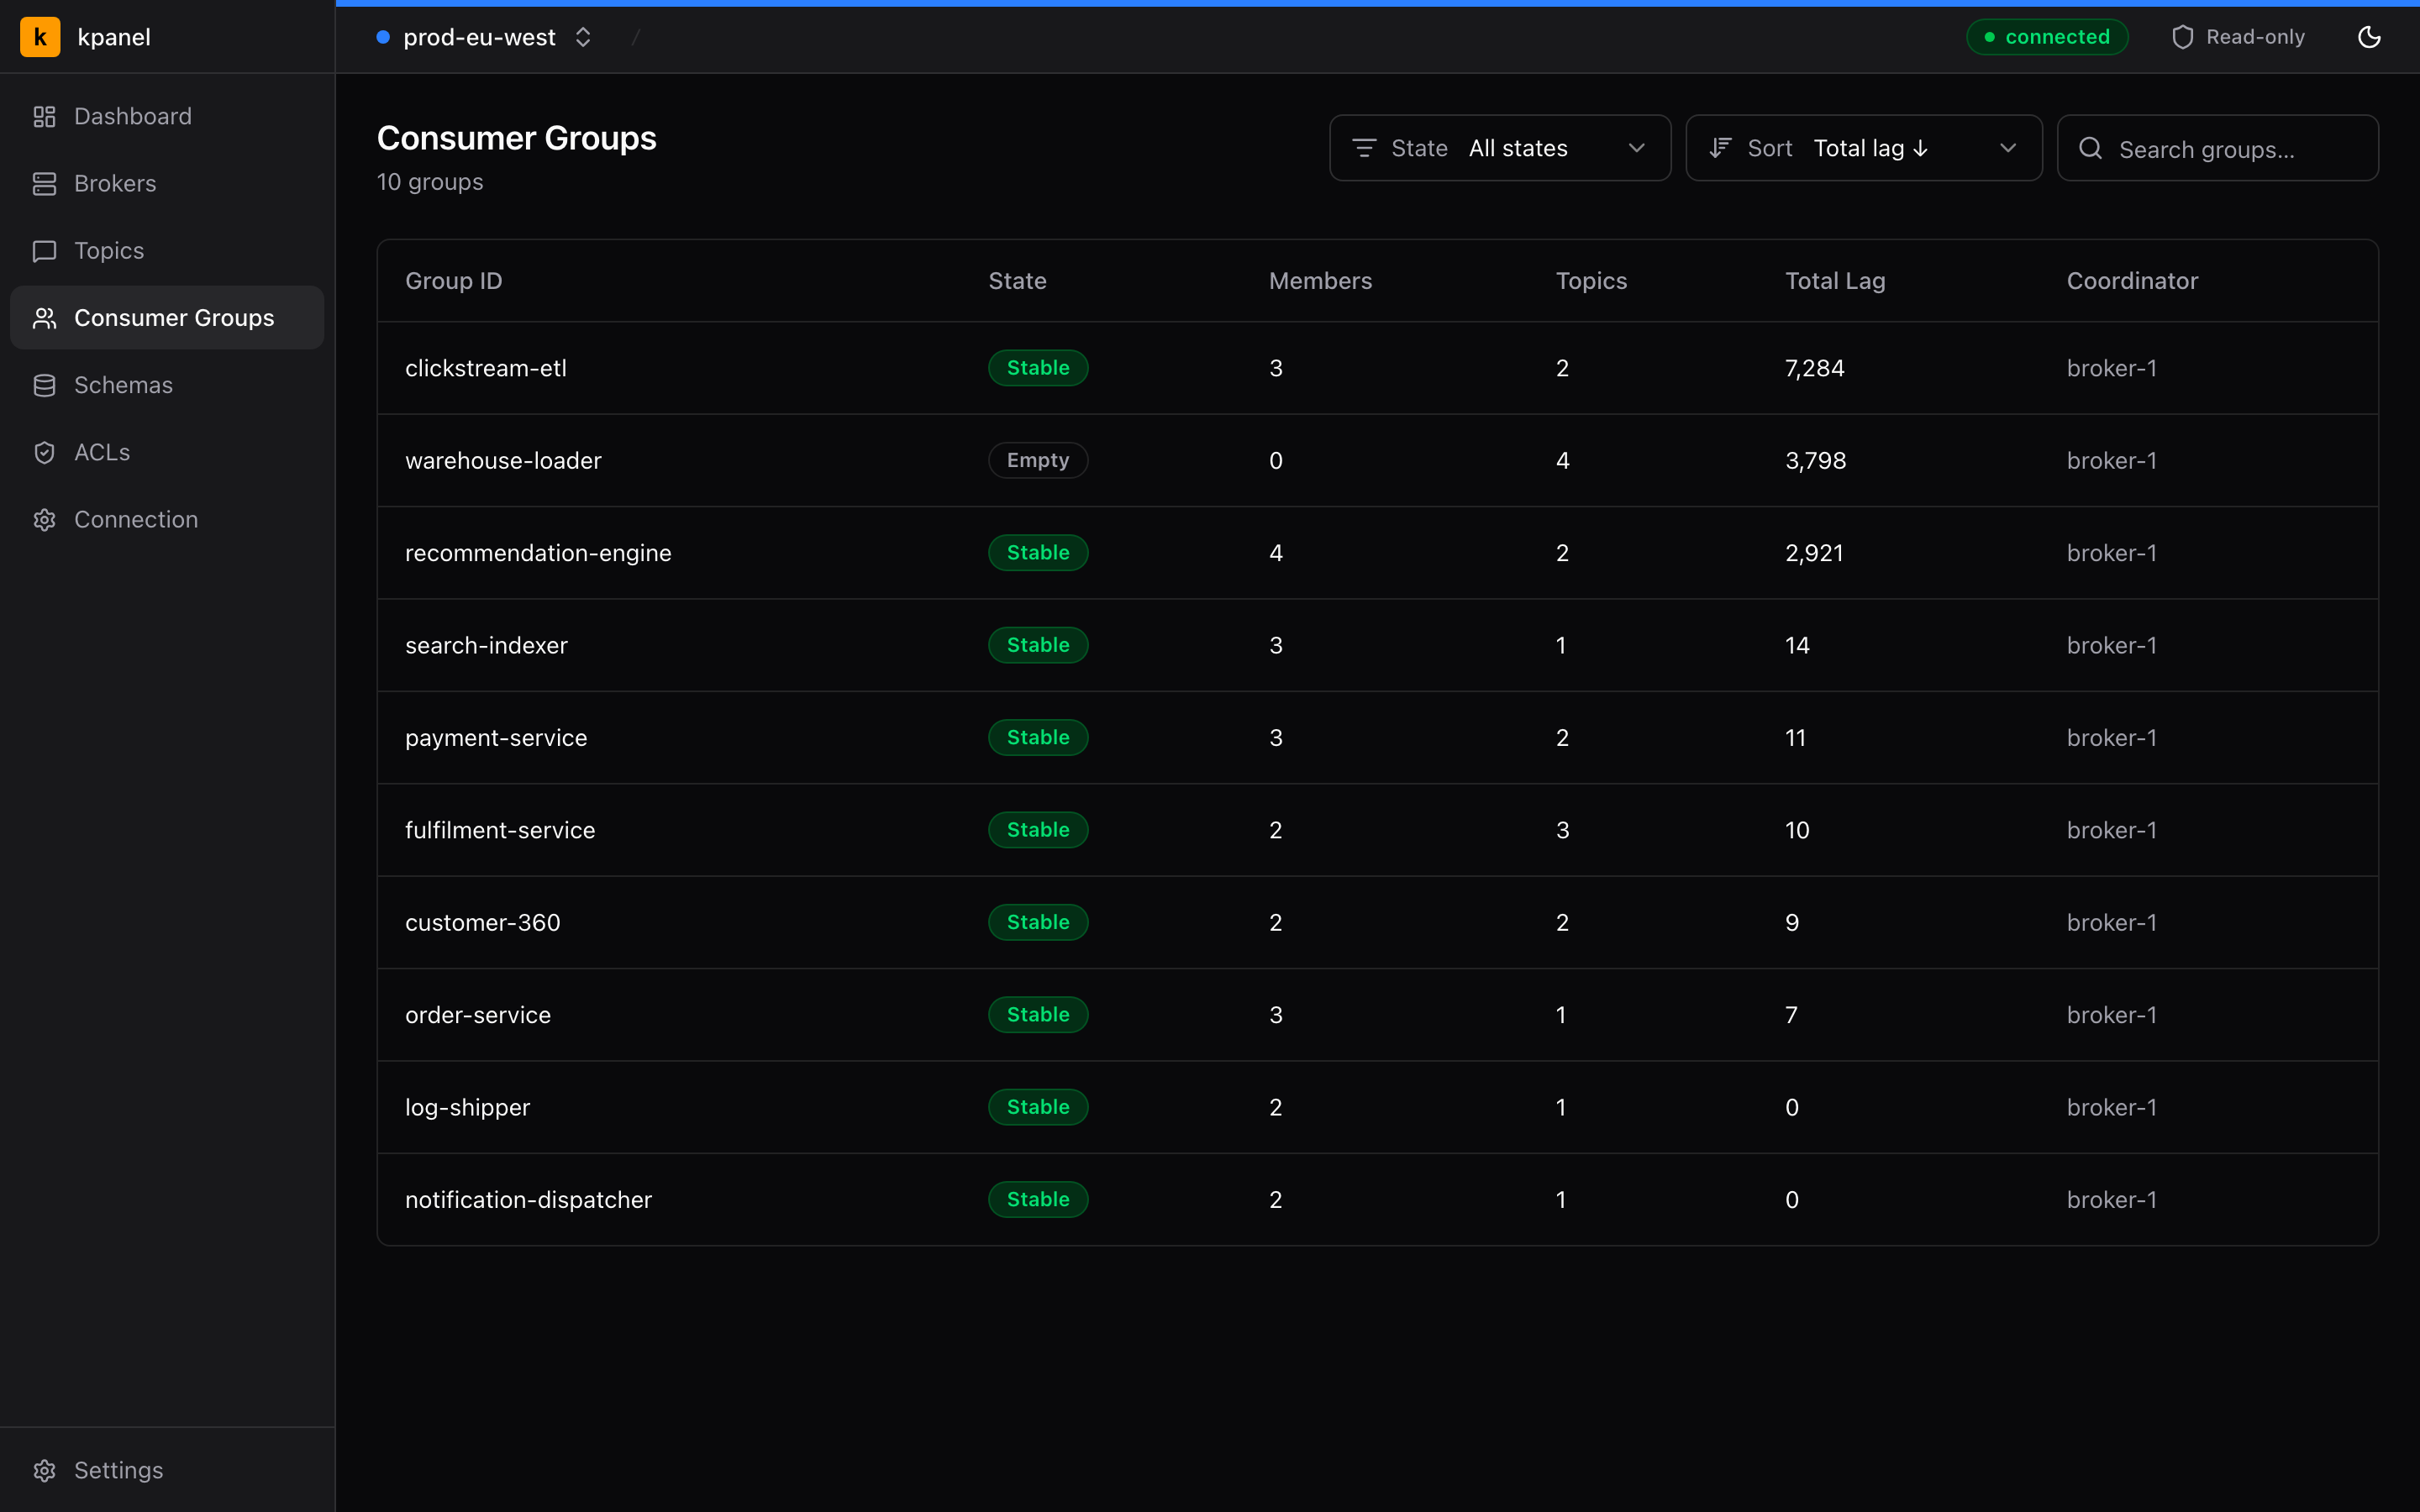 k kpanel
prod-eu-west /
connected
Read-only
Dashboard
Brokers
Topics
Consumer Groups
Schemas
ACLs
Connection
Settings
Consumer Groups
10 groups
State All states
Sort Total lag ↓
Search groups...
Group ID State Members Topics Total Lag Coordinator
clickstream-etl Stable 3 2 7,284 broker-1
warehouse-loader Empty 0 4 3,798 broker-1
recommendation-engine Stable 4 2 2,921 broker-1
search-indexer Stable 3 1 14 broker-1
payment-service Stable 3 2 11 broker-1
fulfilment-service Stable 2 3 10 broker-1
customer-360 Stable 2 2 9 broker-1
order-service Stable 3 1 7 broker-1
log-shipper Stable 2 1 0 broker-1
notification-dispatcher Stable 2 1 0 broker-1